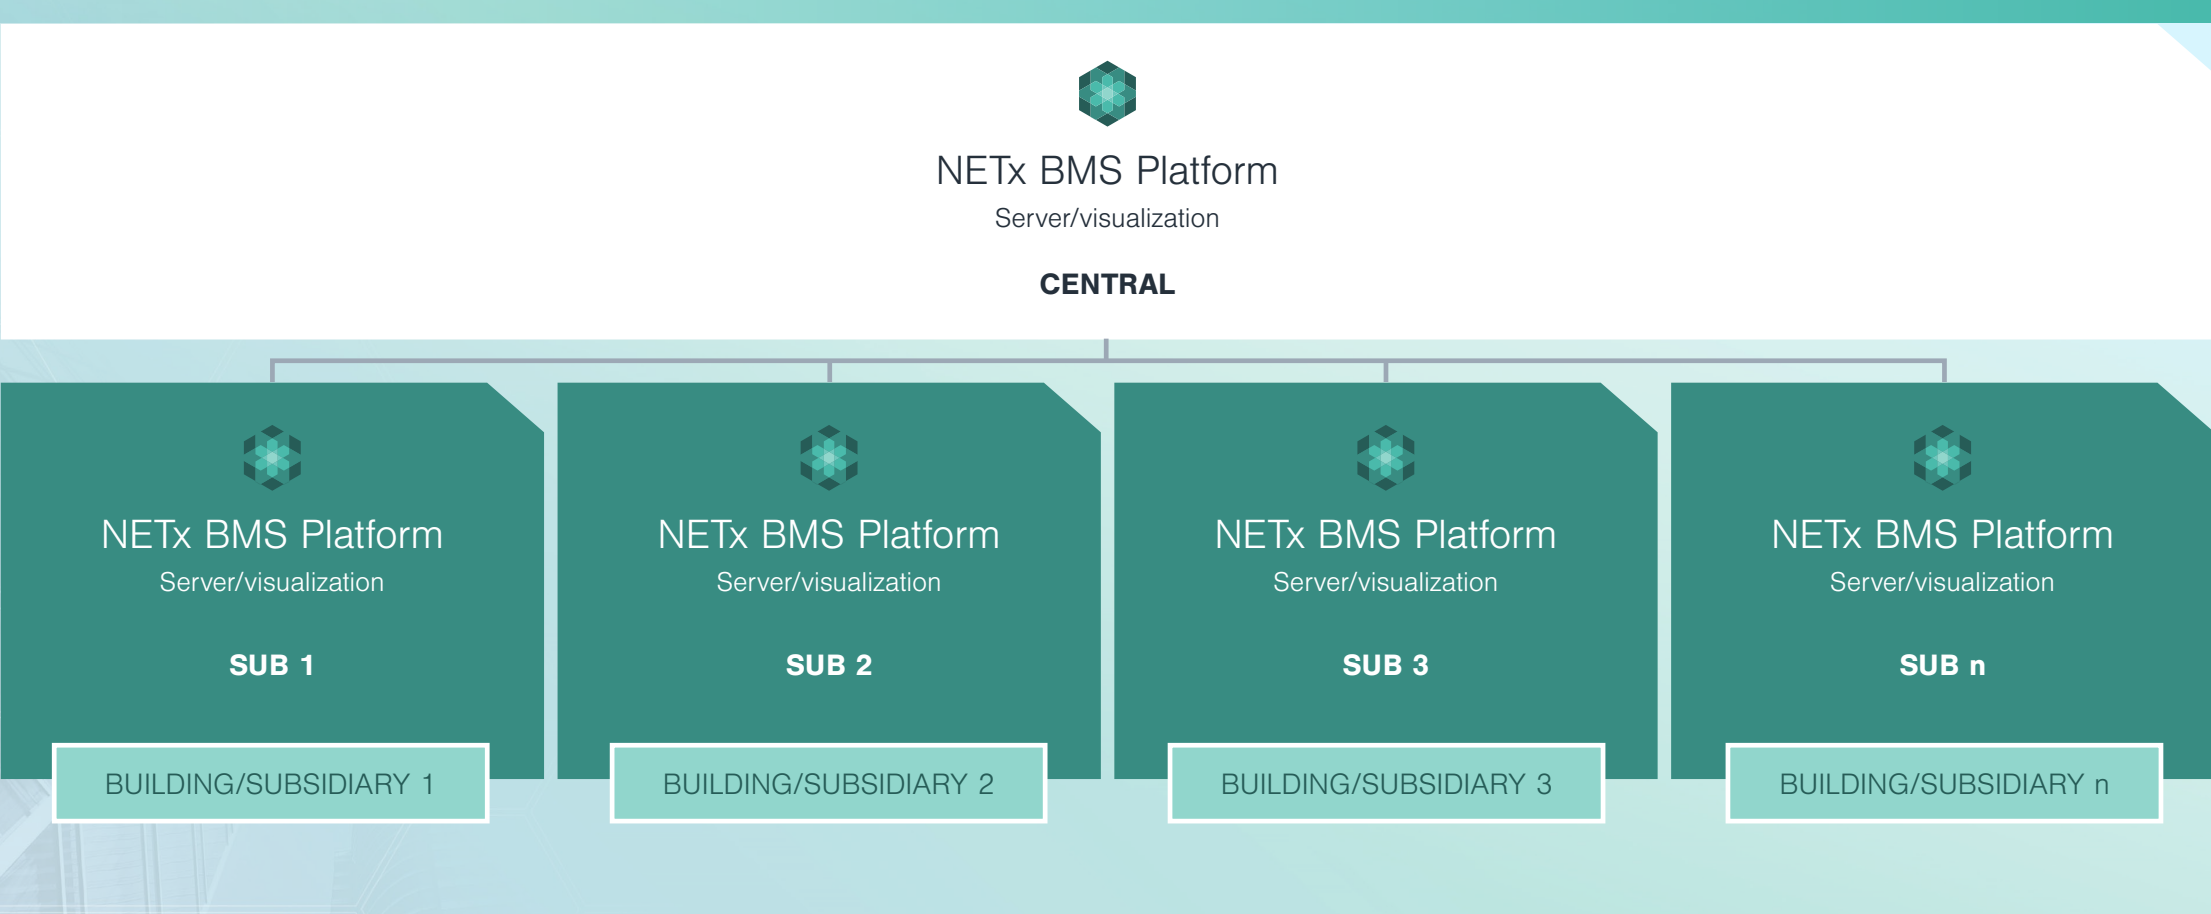 NETx BMS Platform
Server/visualization
CENTRAL
NETx BMS Platform
Server/visualization
SUB 1
BUILDING/SUBSIDIARY 1
NETx BMS Platform
Server/visualization
SUB 2
BUILDING/SUBSIDIARY 2
NETx BMS Platform
Server/visualization
SUB 3
BUILDING/SUBSIDIARY 3
NETx BMS Platform
Server/visualization
SUB n
BUILDING/SUBSIDIARY n